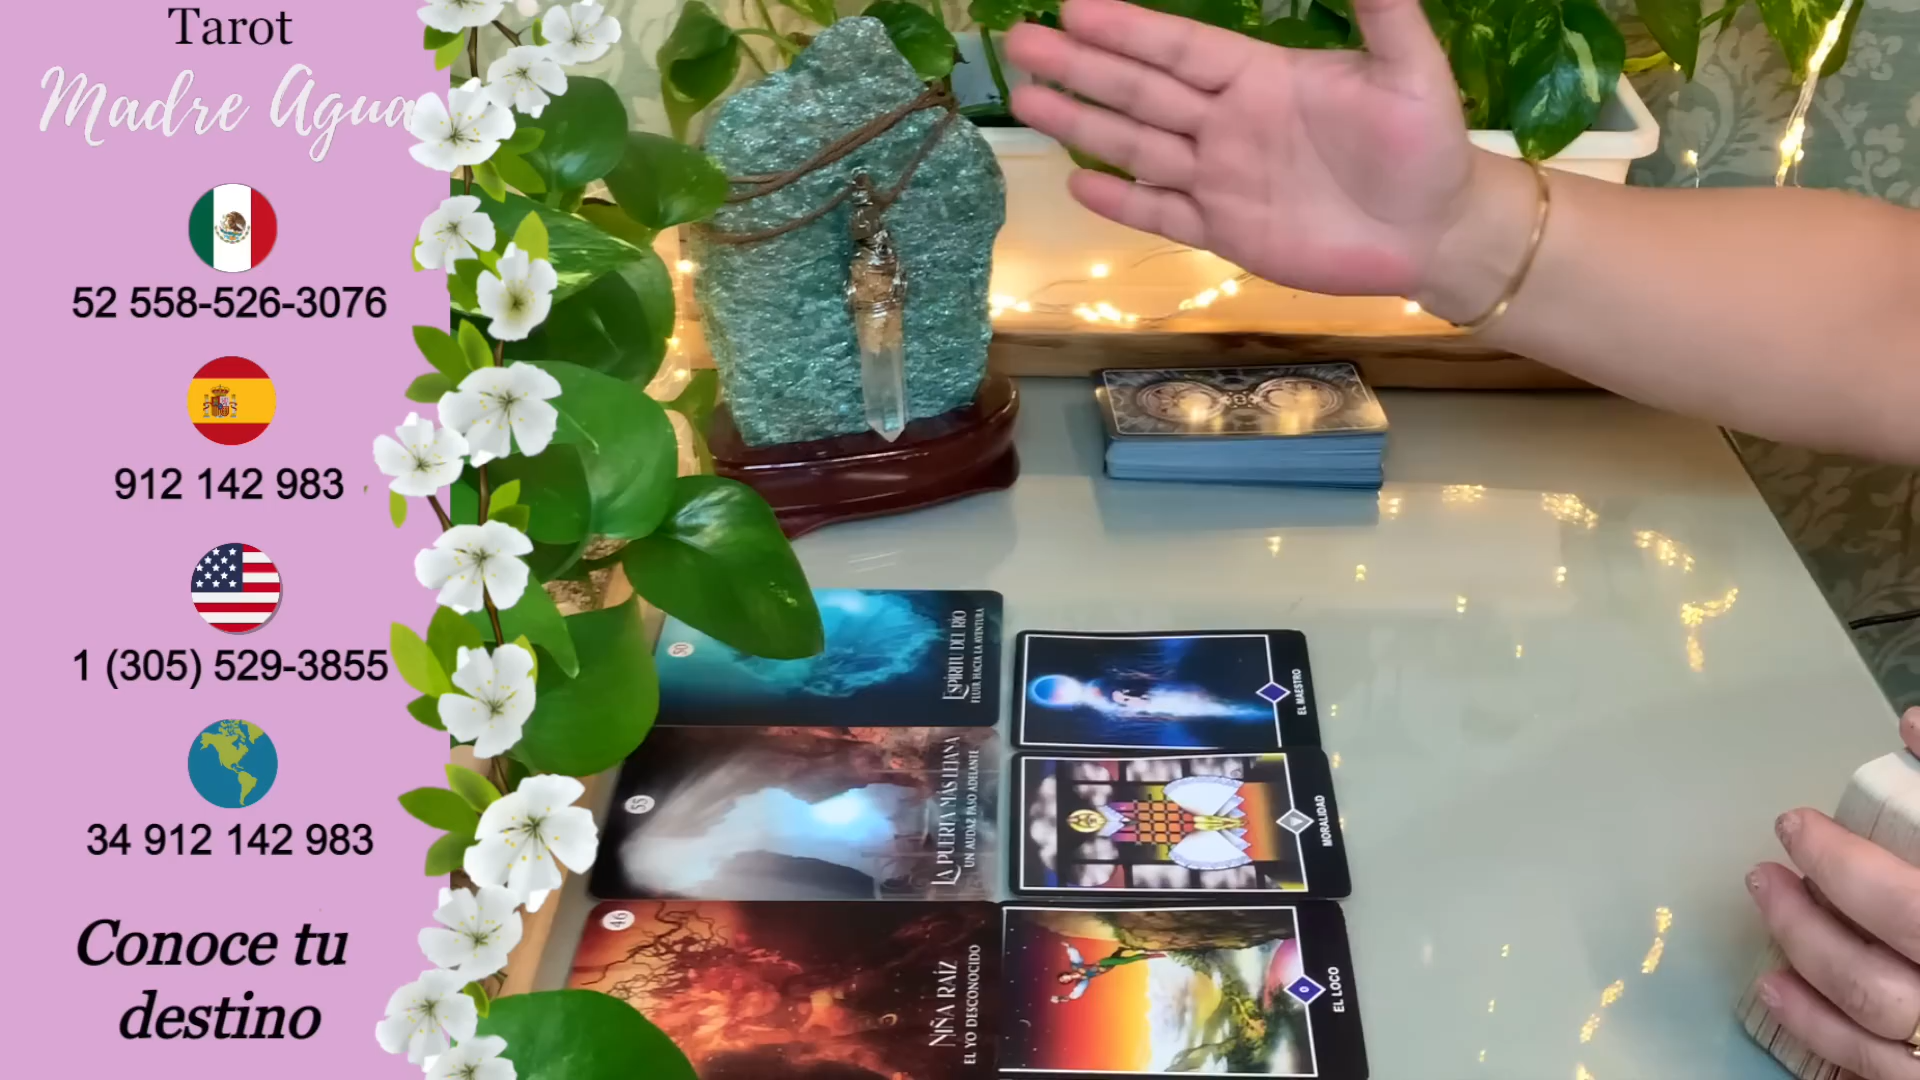 Tarot
Madre Agua
52 558-526-3076
912 142 983
1 (305) 529-3855
34 912 142 983
Conoce tu
destino
50
ESPÍRITU DEL RÍO
FLUIR HACIA LA AVENTURA
55
LA PUERTA MÁS LEJANA
UN AUDAZ PASO ADELANTE
46
NIÑA RAÍZ
EL YO DESCONOCIDO
EL MAESTRO
MORALIDAD
0
EL LOCO